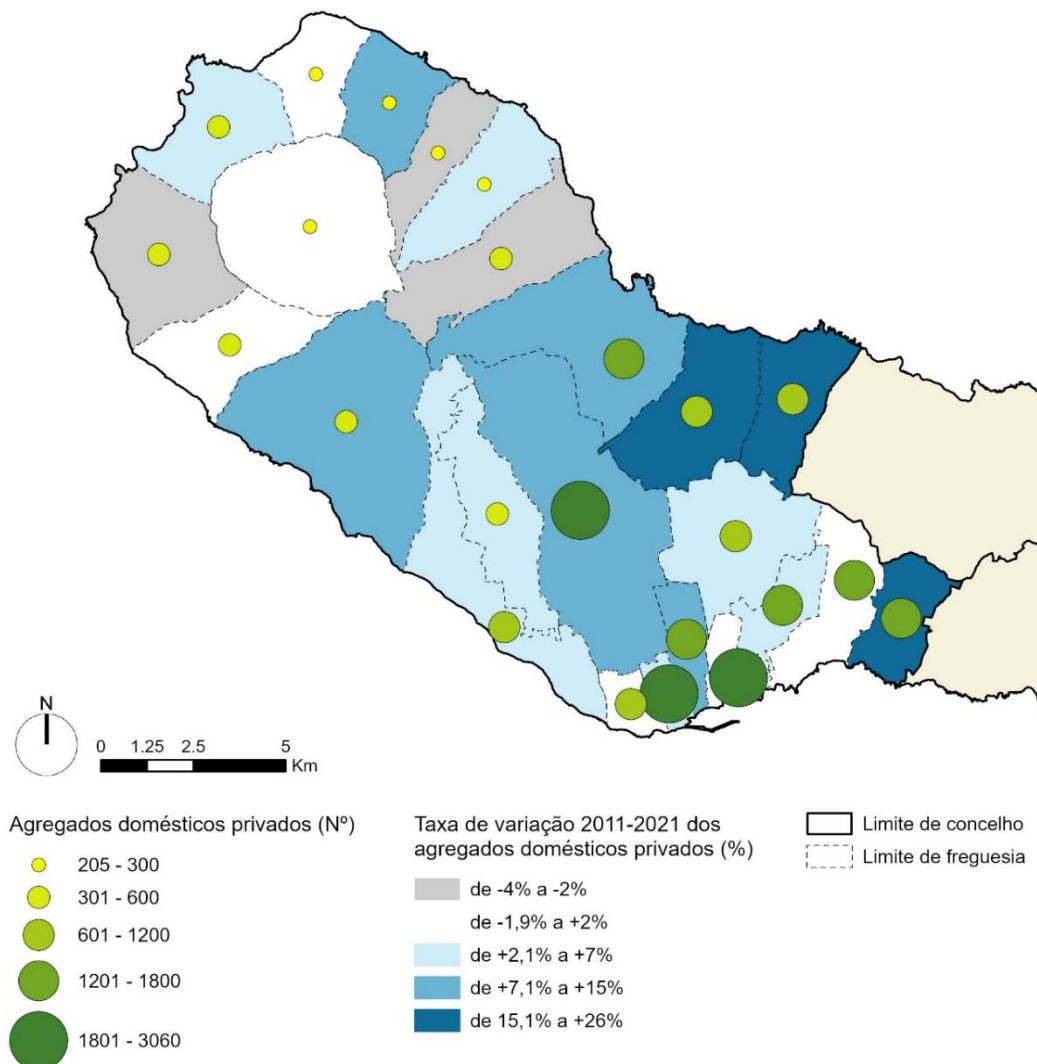 N
0 1.25 2.5 5
Km
Agregados domésticos privados (Nº)
205 - 300
301 - 600
601 - 1200
1201 - 1800
1801 - 3060
Taxa de variação 2011-2021 dos
agregados domésticos privados (%)
de -4% a -2%
de -1,9% a +2%
de +2,1% a +7%
de +7,1% a +15%
de 15,1% a +26%
Limite de concelho
Limite de freguesia